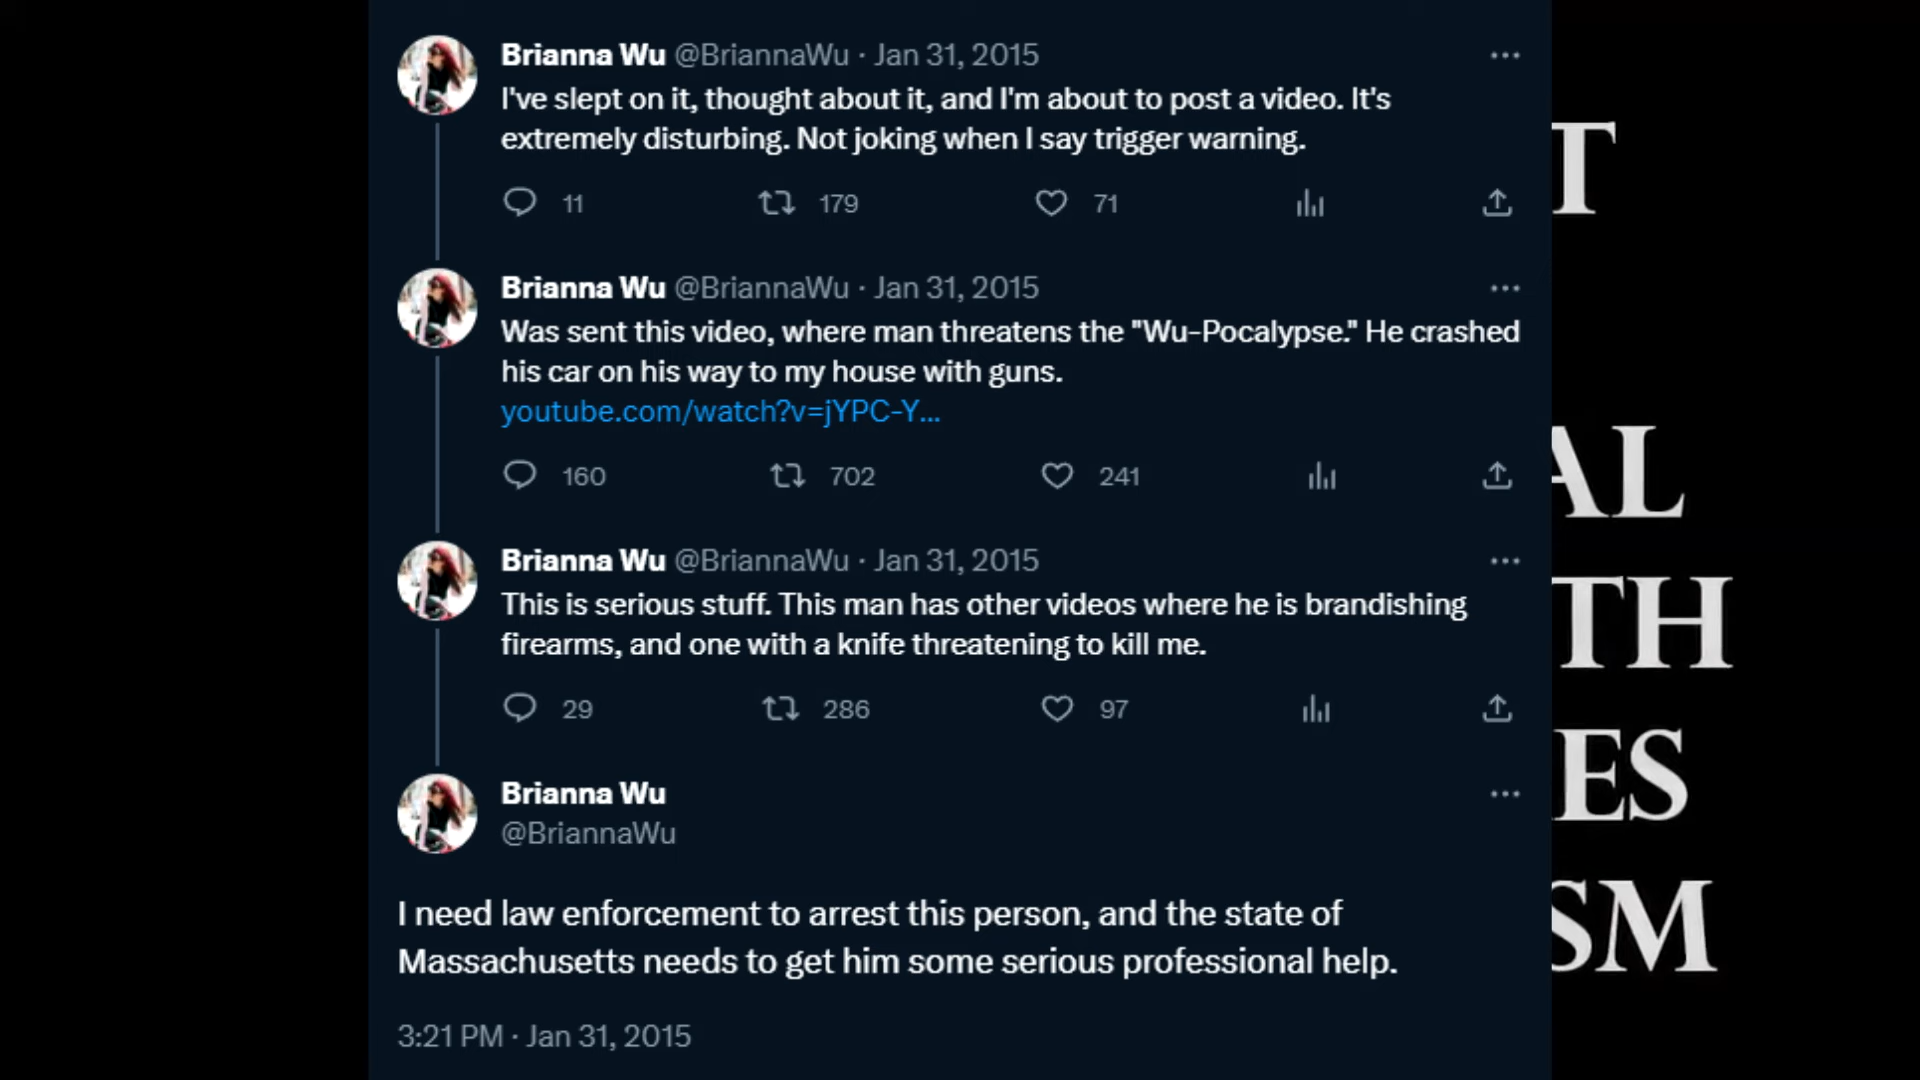 Brianna Wu @BriannaWu · Jan 31, 2015
I've slept on it, thought about it, and I'm about to post a video. It's
extremely disturbing. Not joking when I say trigger warning.
11 179 71
Brianna Wu @BriannaWu · Jan 31, 2015
Was sent this video, where man threatens the "Wu-Pocalypse." He crashed
his car on his way to my house with guns.
youtube.com/watch?v=jYPC-Y...
160 702 241
Brianna Wu @BriannaWu · Jan 31, 2015
This is serious stuff. This man has other videos where he is brandishing
firearms, and one with a knife threatening to kill me.
29 286 97
Brianna Wu
@BriannaWu
I need law enforcement to arrest this person, and the state of
Massachusetts needs to get him some serious professional help.
3:21 PM · Jan 31, 2015
T
AL
TH
ES
SM